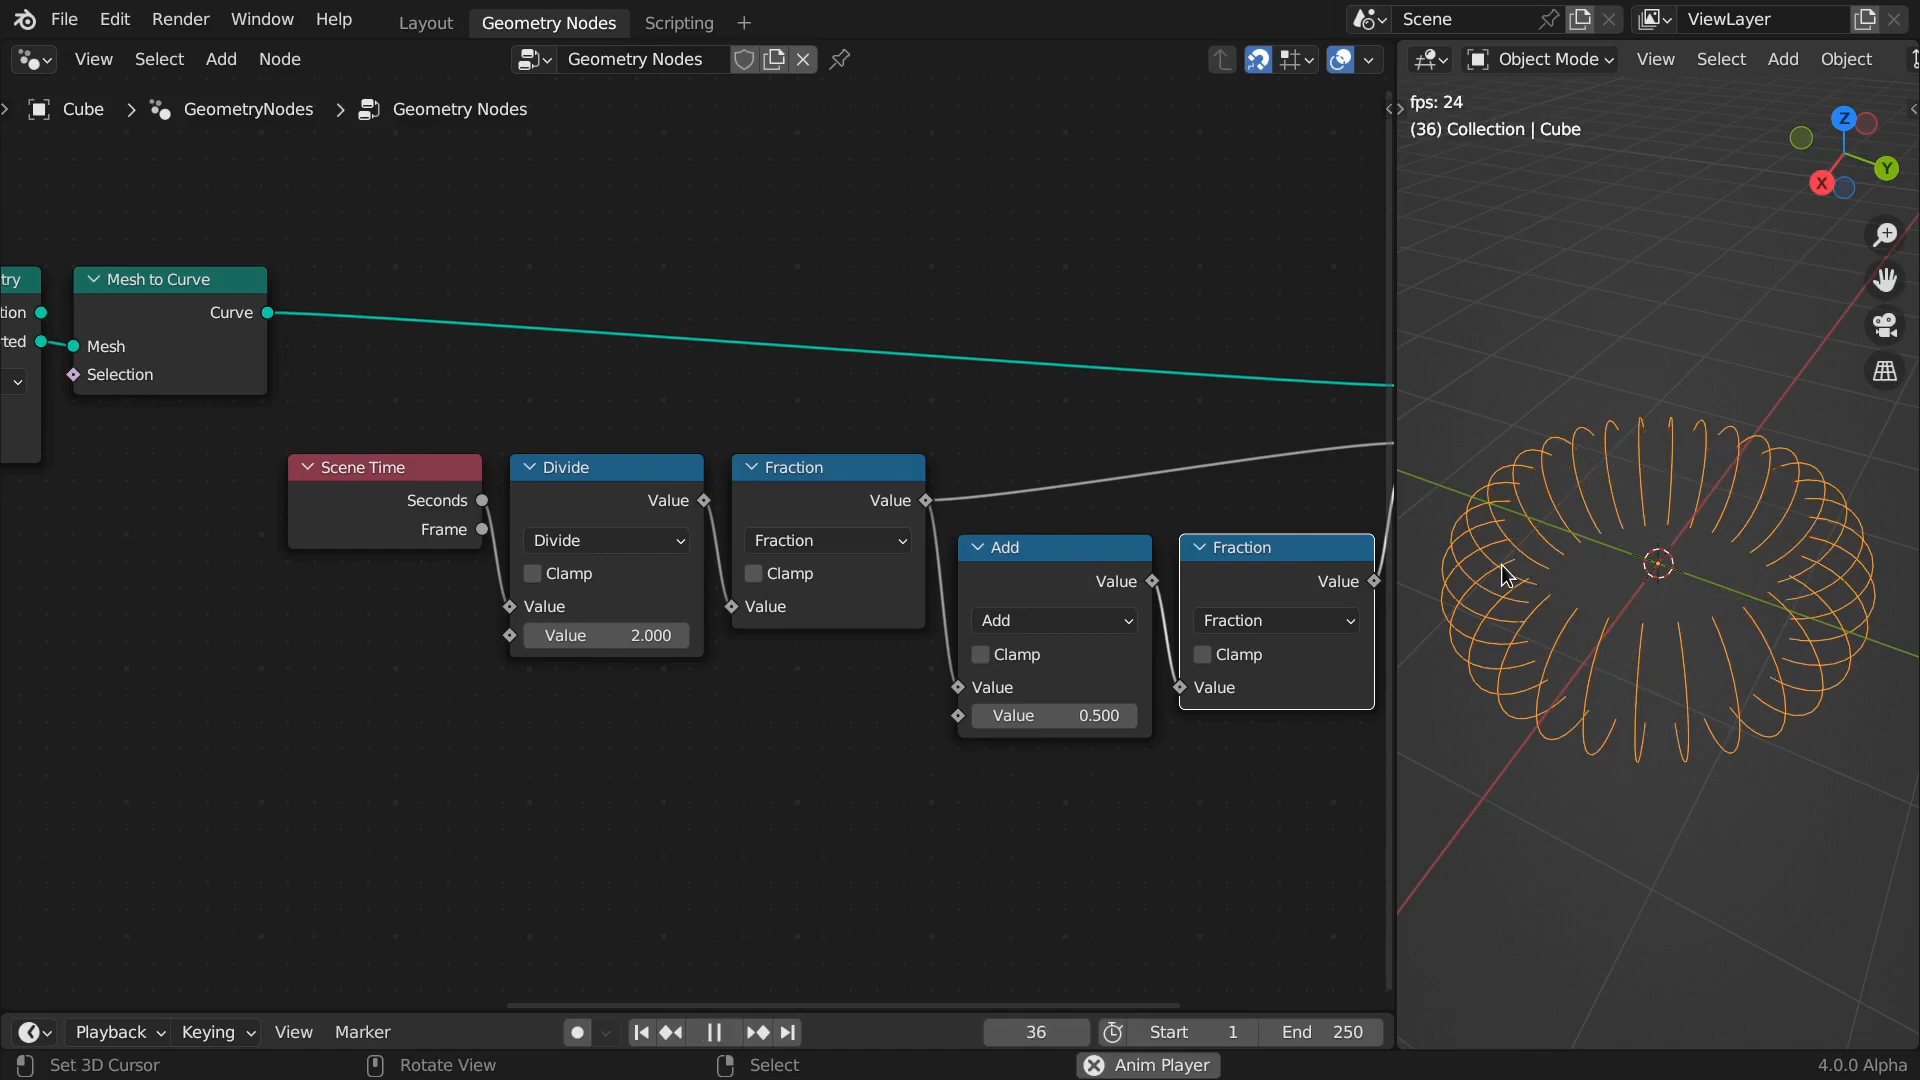 File Edit Render Window Help Layout Geometry Nodes Scripting + Scene ViewLayer
View Select Add Node Geometry Nodes Object Mode View Select Add Object
Cube > GeometryNodes > Geometry Nodes
fps: 24
(36) Collection | Cube
Z
Y
X
try
tion
rted
Mesh to Curve
Curve
Mesh
Selection
Scene Time
Seconds
Frame
Divide
Value
Divide
Clamp
Value
Value 2.000
Fraction
Value
Fraction
Clamp
Value
Add
Value
Add
Clamp
Value
Value 0.500
Fraction
Value
Fraction
Clamp
Value
Playback Keying View Marker 36 Start 1 End 250
Set 3D Cursor Rotate View Select Anim Player 4.0.0 Alpha